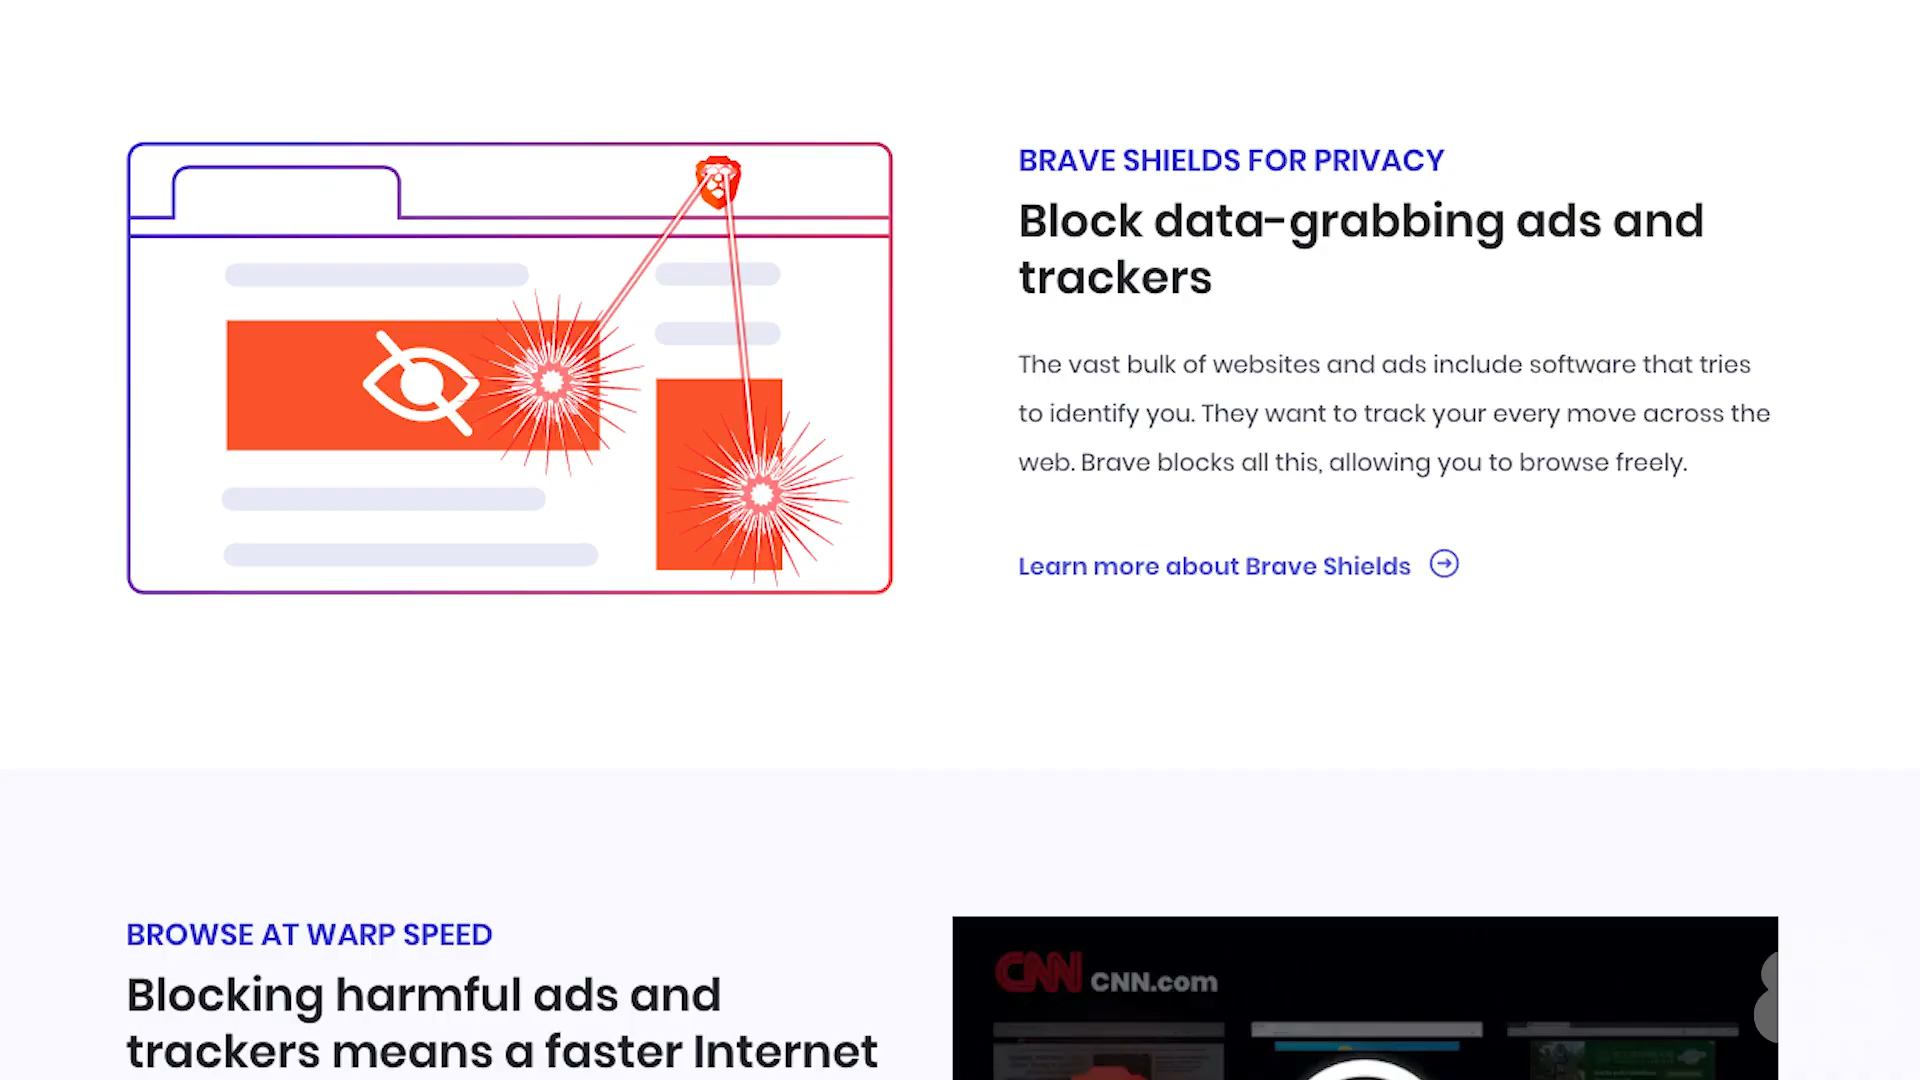 BRAVE SHIELDS FOR PRIVACY
Block data-grabbing ads and
trackers
The vast bulk of websites and ads include software that tries
to identify you. They want to track your every move across the
web. Brave blocks all this, allowing you to browse freely.
Learn more about Brave Shields
BROWSE AT WARP SPEED
Blocking harmful ads and
trackers means a faster Internet
CNN CNN.com